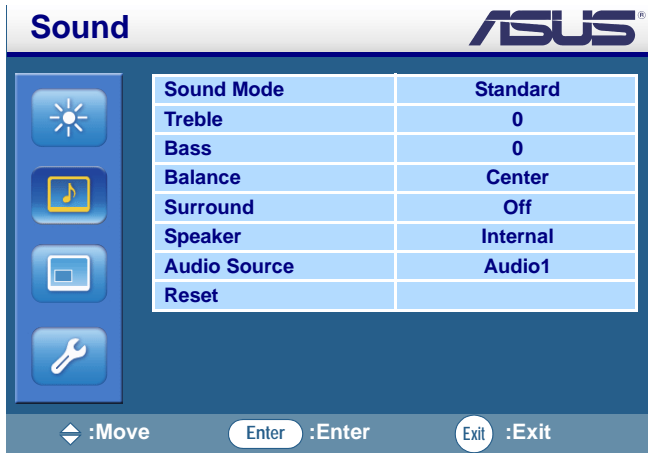 Sound
ASUS®
Sound Mode Standard
Treble 0
Bass 0
Balance Center
Surround Off
Speaker Internal
Audio Source Audio1
Reset
:Move Enter :Enter Exit :Exit